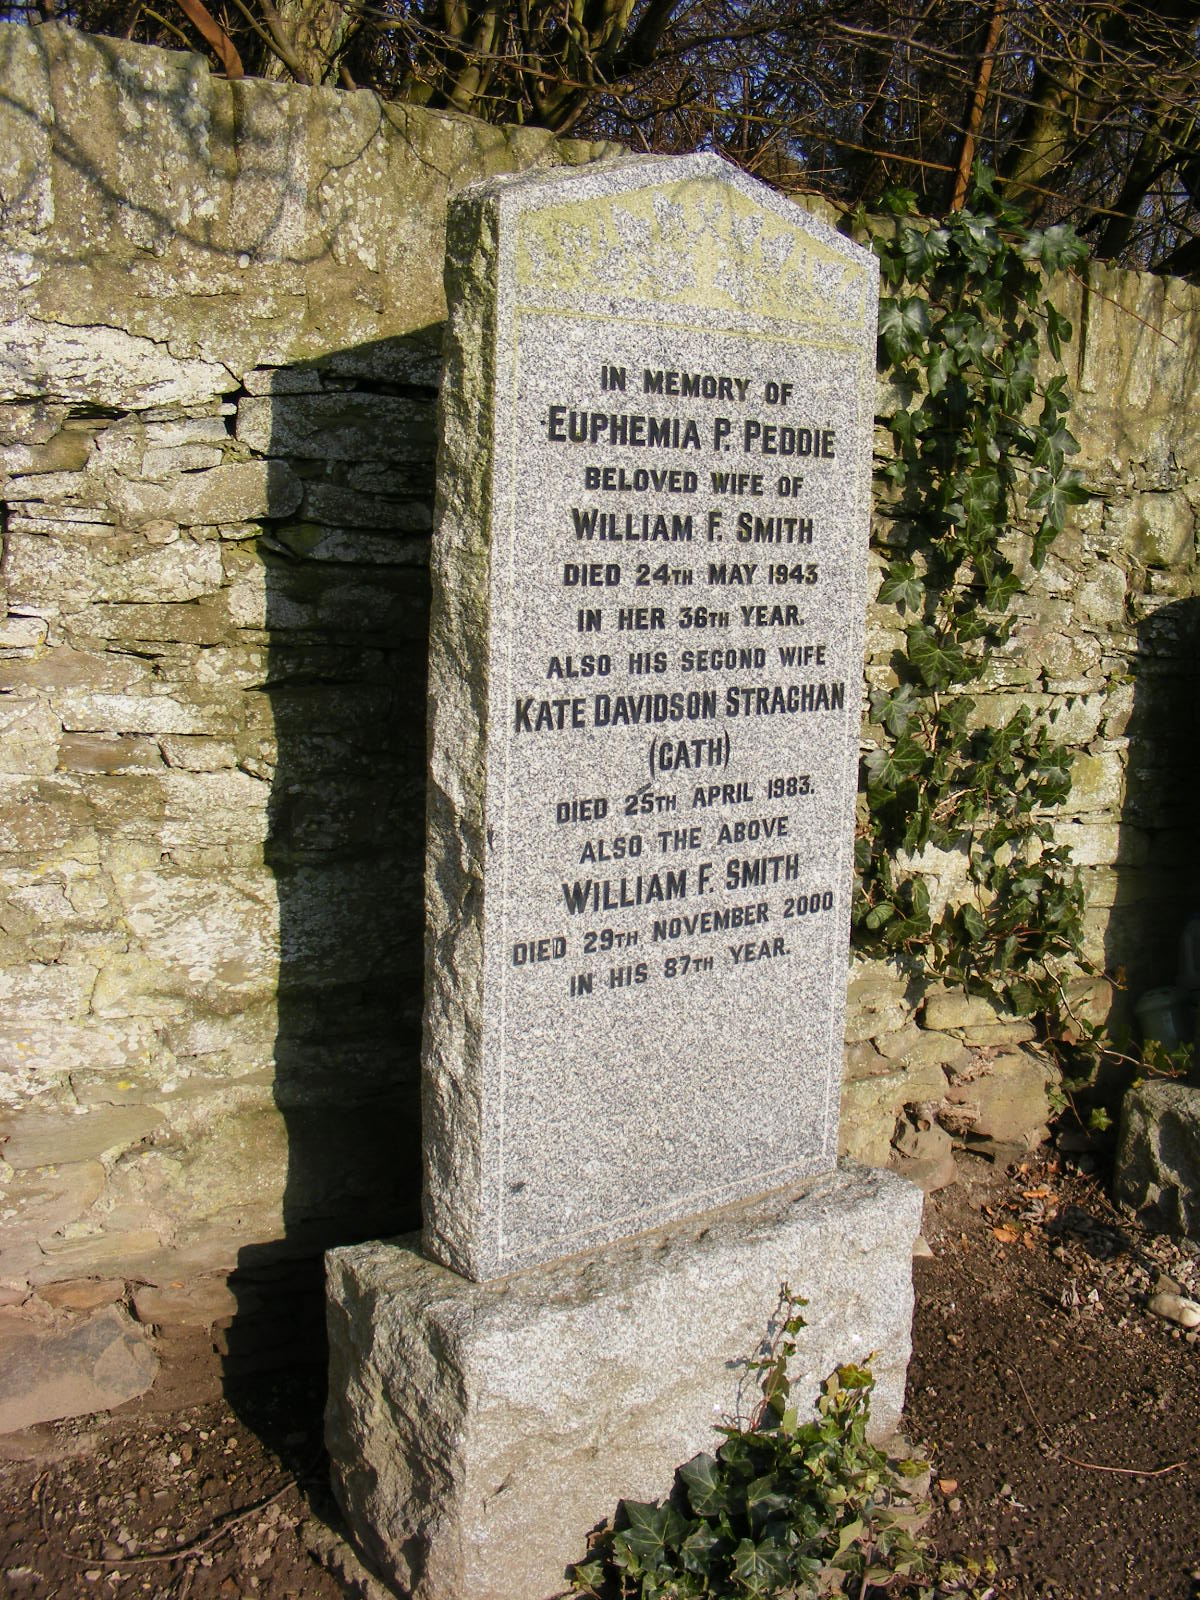 IN MEMORY OF
EUPHEMIA P. PEDDIE
BELOVED WIFE OF
WILLIAM F. SMITH
DIED 24TH MAY 1943
IN HER 36TH YEAR.
ALSO HIS SECOND WIFE
KATE DAVIDSON STRACHAN
(CATH)
DIED 25TH APRIL 1983.
ALSO THE ABOVE
WILLIAM F. SMITH
DIED 29TH NOVEMBER 2000
IN HIS 87TH YEAR.